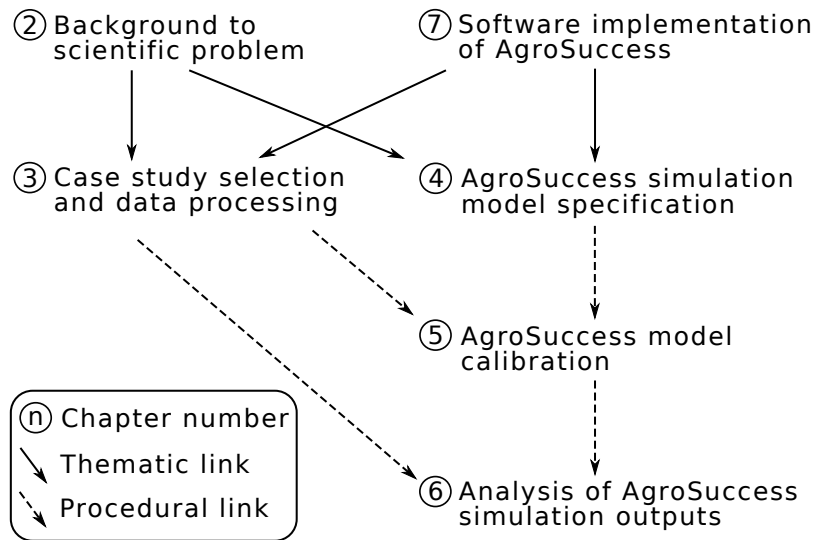 ② Background to
scientific problem
⑦ Software implementation
of AgroSuccess
③ Case study selection
and data processing
④ AgroSuccess simulation
model specification
⑤ AgroSuccess model
calibration
ⓝ Chapter number
Thematic link
Procedural link
⑥ Analysis of AgroSuccess
simulation outputs